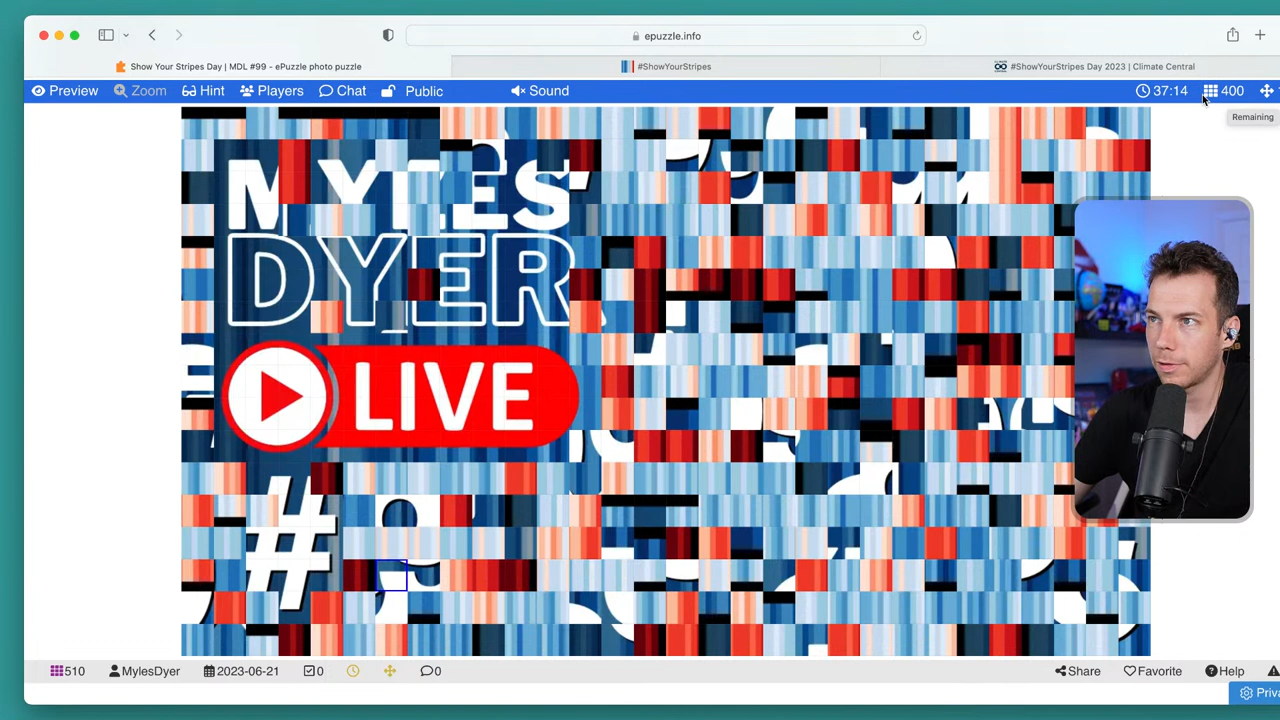 epuzzle.info
Show Your Stripes Day | MDL #99 - ePuzzle photo puzzle
#ShowYourStripes
#ShowYourStripes Day 2023 | Climate Central
Preview Zoom Hint Players Chat Public Sound 37:14 400
Remaining
MYLES
DYER
LIVE
#
510 MylesDyer 2023-06-21 0 0 Share Favorite Help
Priva